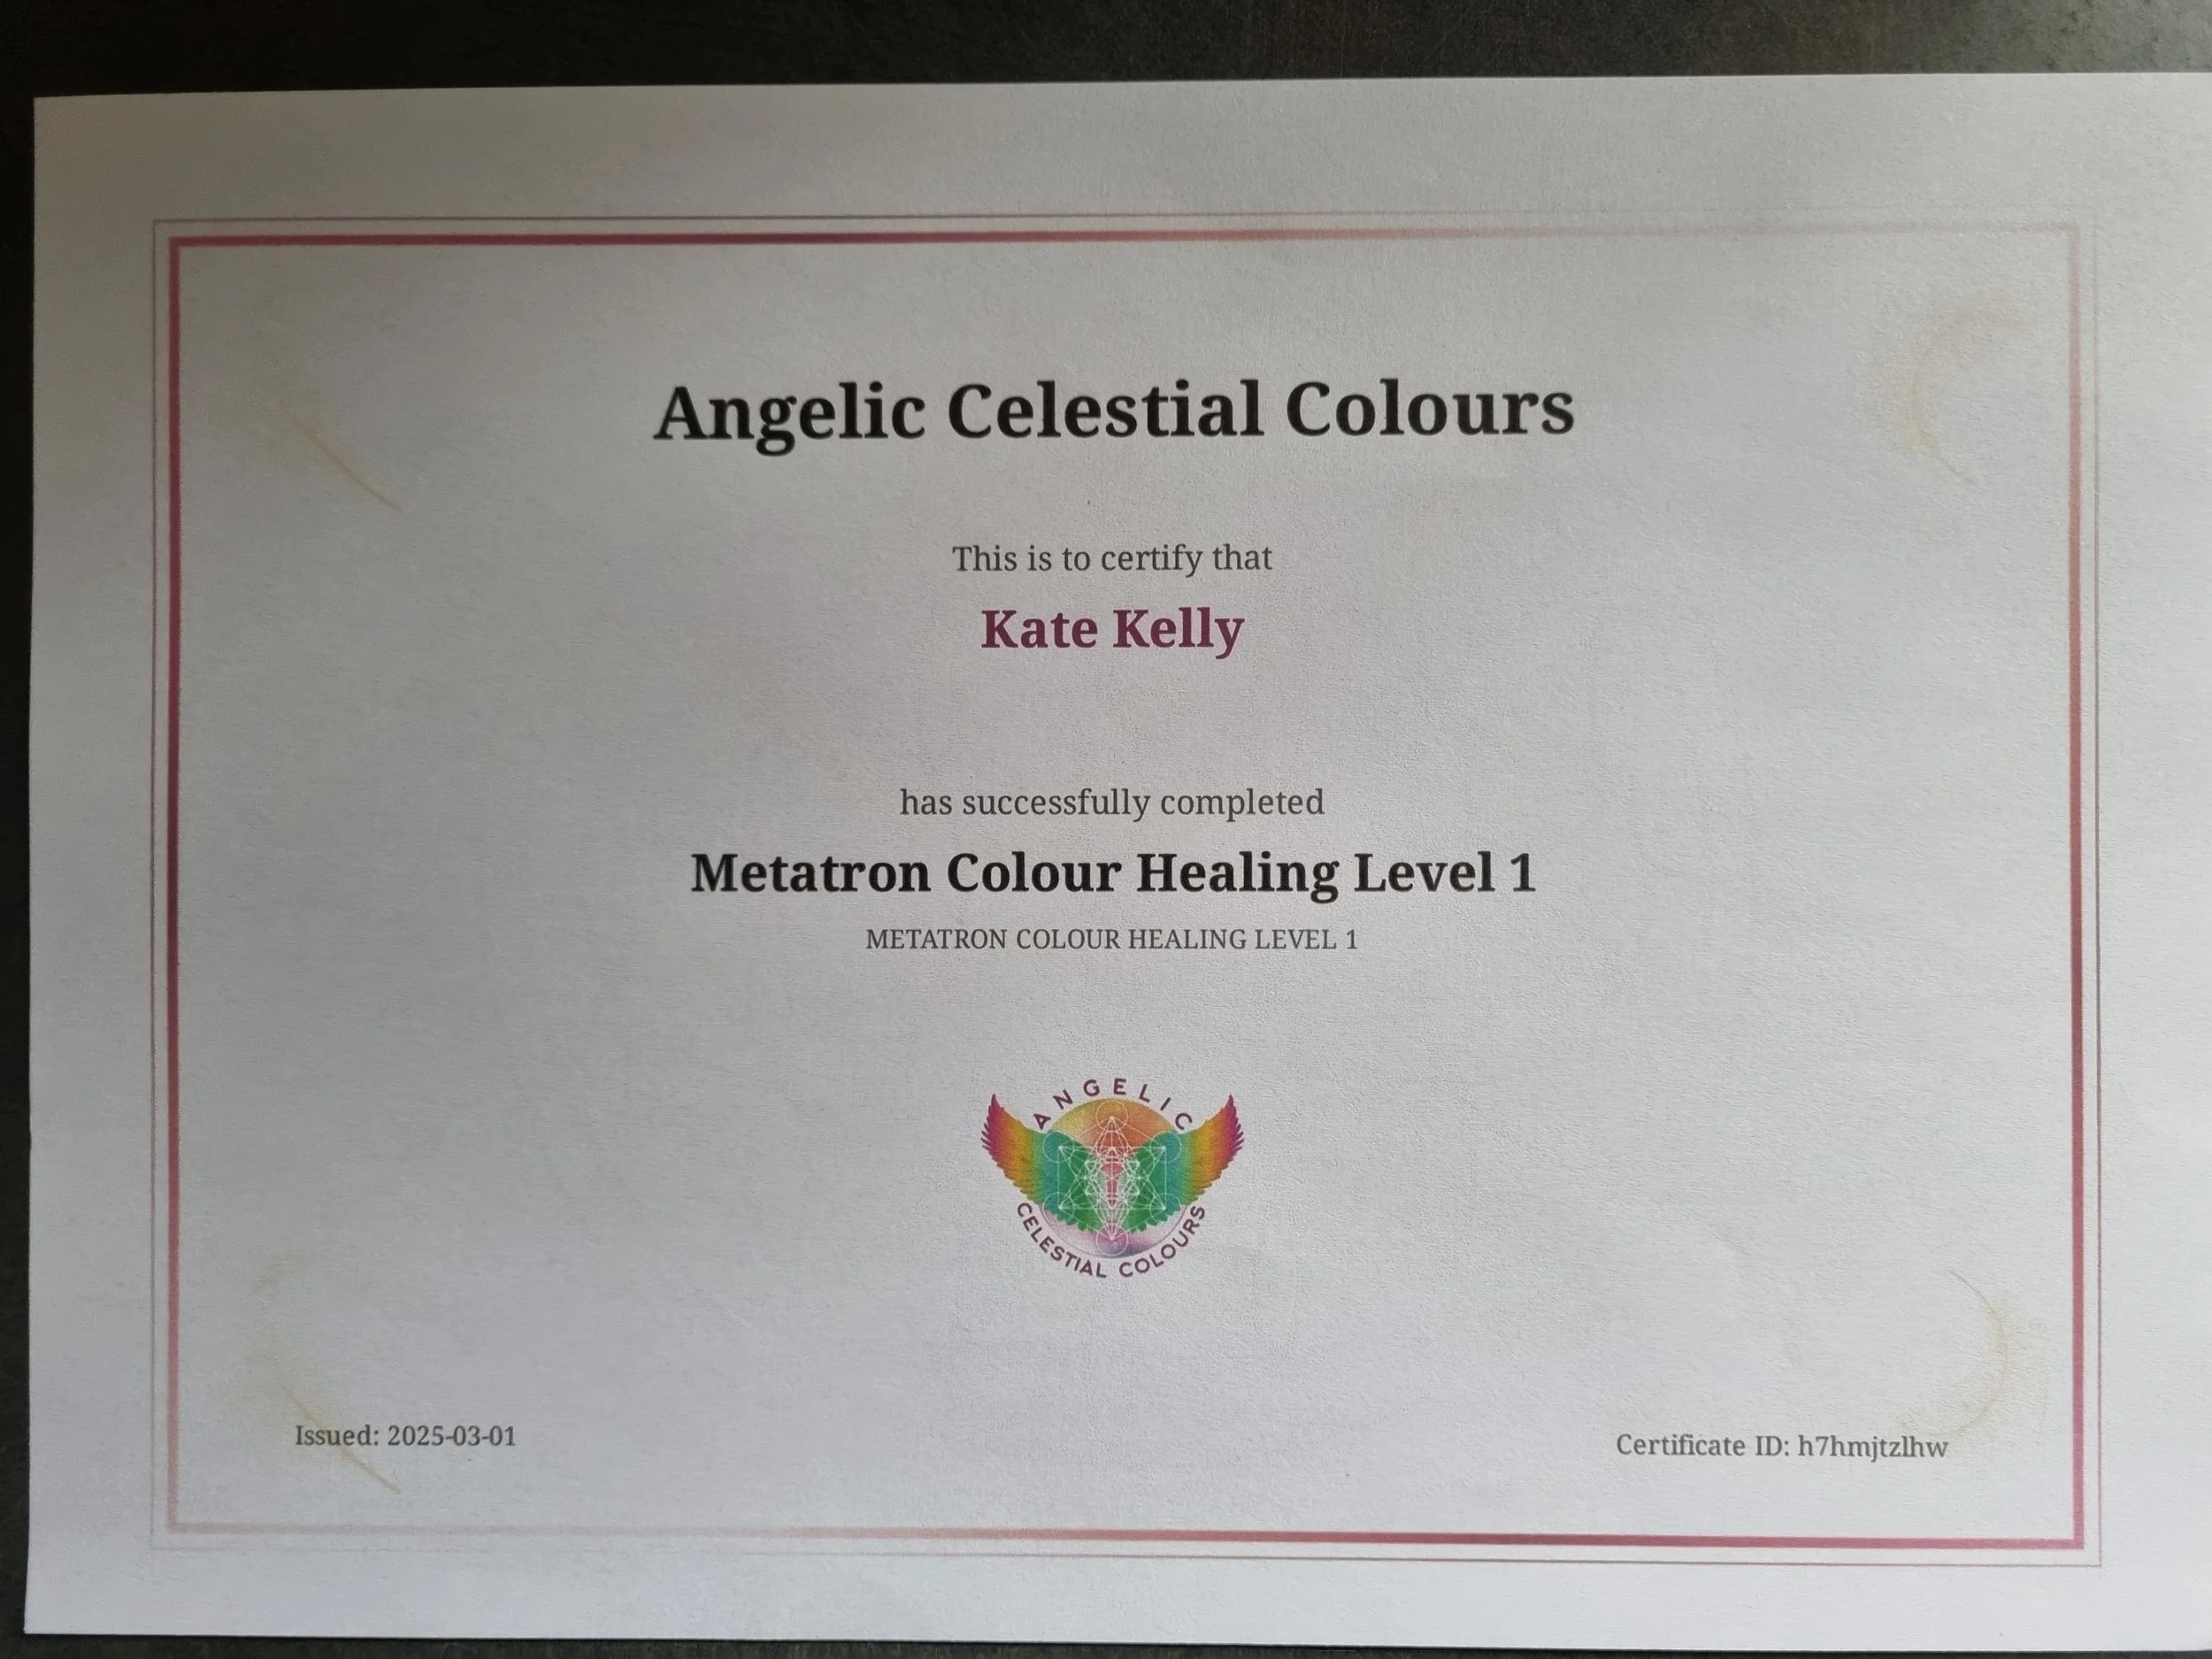 Angelic Celestial Colours
This is to certify that
Kate Kelly
has successfully completed
Metatron Colour Healing Level 1
METATRON COLOUR HEALING LEVEL 1
ANGELIC
CELESTIAL COLOURS
Issued: 2025-03-01
Certificate ID: h7hmjtzlhw